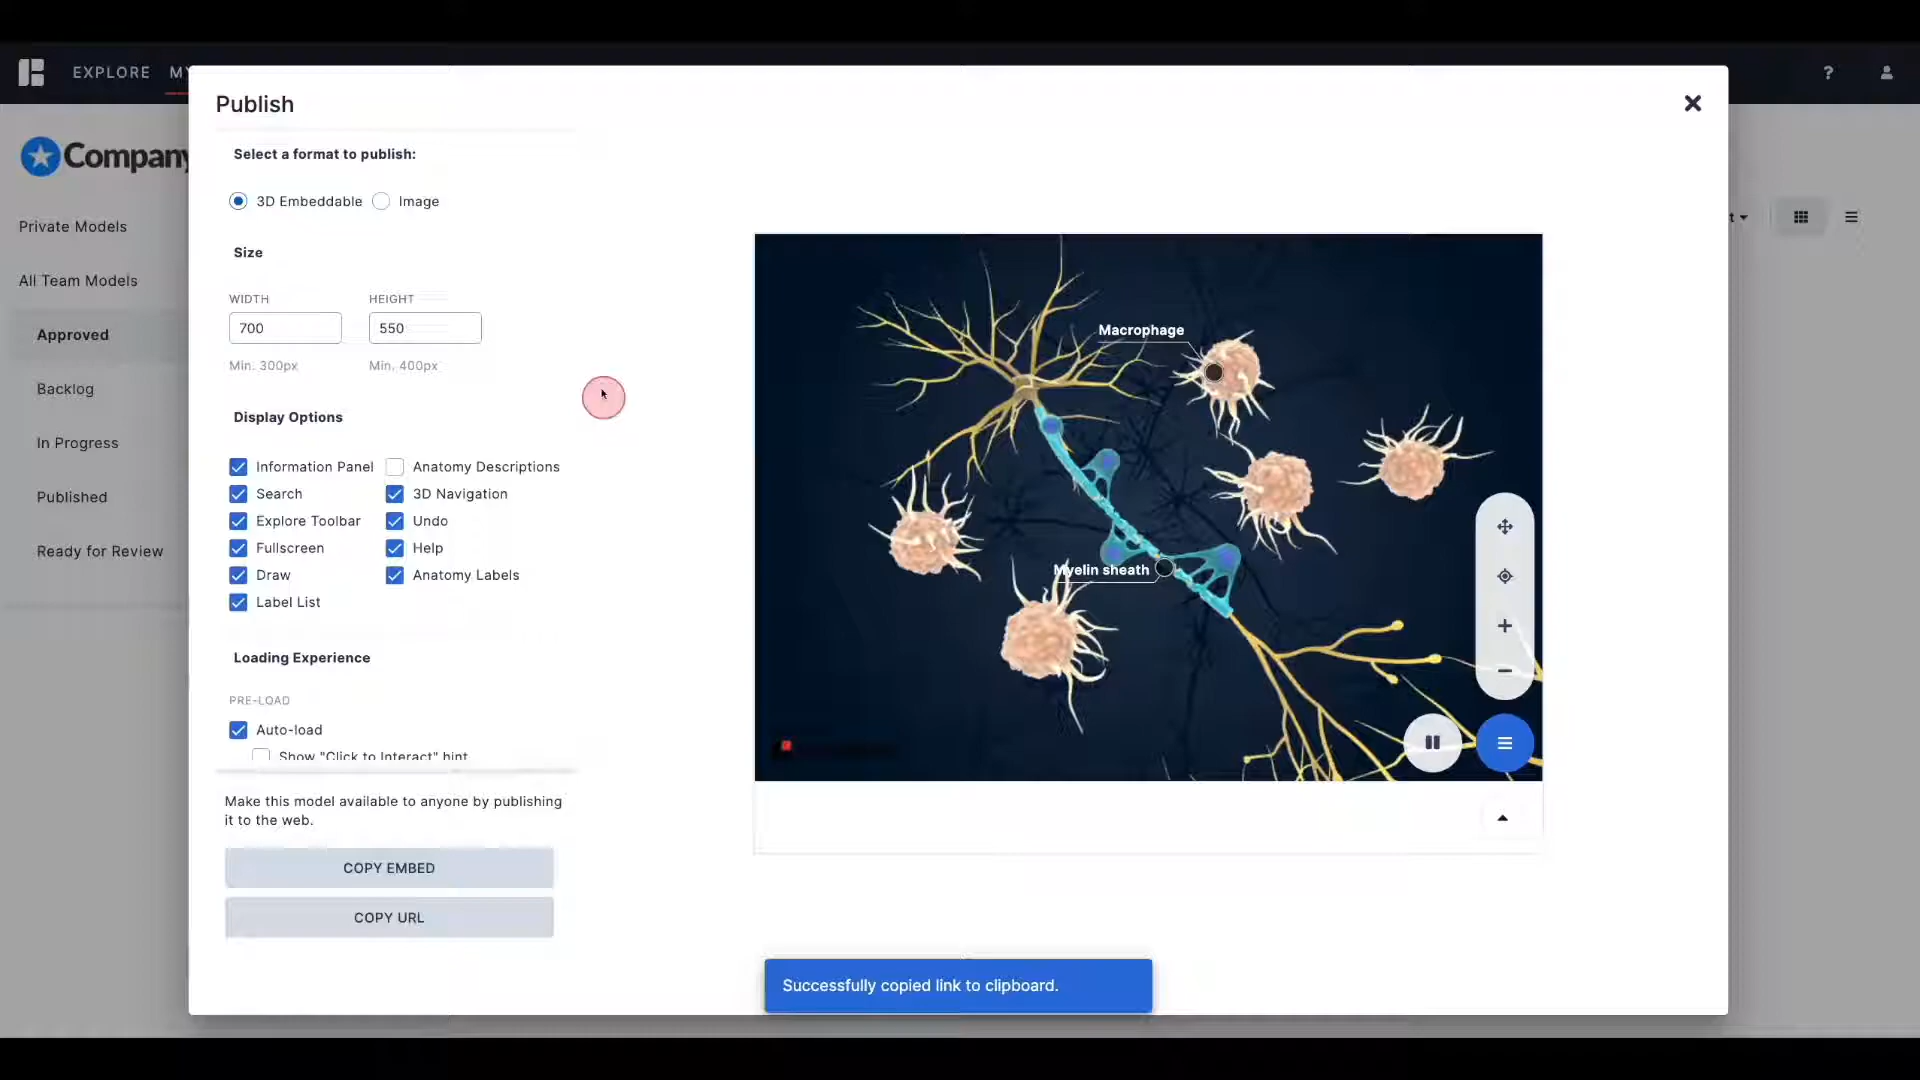 EXPLORE MY
?
Publish
Company
Select a format to publish:
Private Models
3D Embeddable Image
All Team Models
Size
Approved
WIDTH HEIGHT
700 550
Min. 300px Min. 400px
Backlog
Display Options
In Progress
Information Panel Anatomy Descriptions
Search 3D Navigation
Published
Explore Toolbar Undo
Fullscreen Help
Ready for Review
Draw Anatomy Labels
Label List
Loading Experience
PRE-LOAD
Auto-load
Show "Click to Interact" hint
Make this model available to anyone by publishing
it to the web.
COPY EMBED
COPY URL
t
Macrophage
Myelin sheath
Successfully copied link to clipboard.